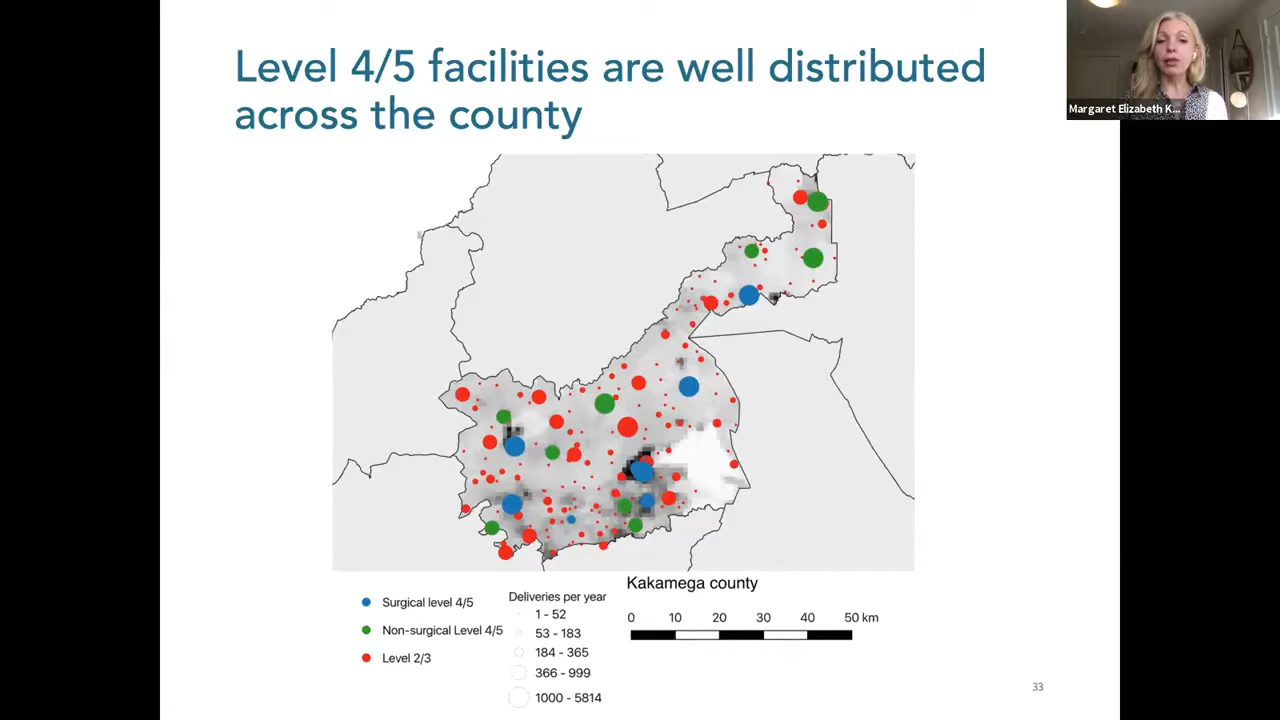 Level 4/5 facilities are well distributed
across the county
Margaret Elizabeth K...
Kakamega county
0 10 20 30 40 50 km
Surgical level 4/5
Non-surgical Level 4/5
Level 2/3
Deliveries per year
1 - 52
53 - 183
184 - 365
366 - 999
1000 - 5814
33